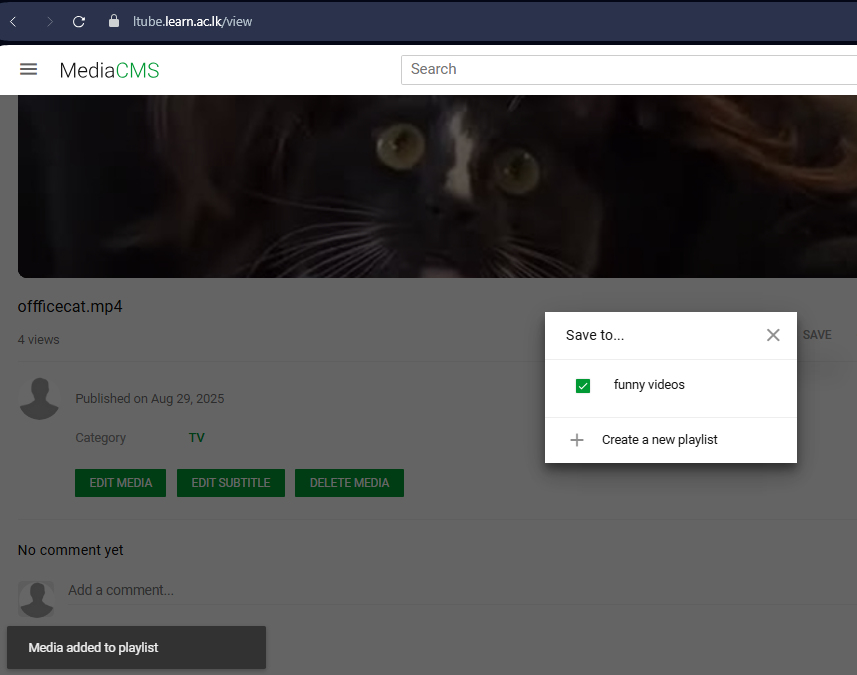 ltube.learn.ac.lk/view
MediaCMS
Search
offficecat.mp4
4 views
Save to...
SAVE
funny videos
Create a new playlist
Published on Aug 29, 2025
Category TV
EDIT MEDIA EDIT SUBTITLE DELETE MEDIA
No comment yet
Add a comment...
Media added to playlist